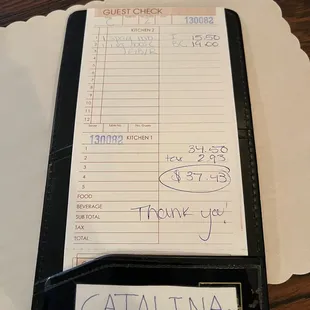 GUEST CHECK
130082
KITCHEN 2
1
15.50
2
19.00
3
4
5
6
7
8
9
10
11
12
130082 KITCHEN 1
1 34.50
2 tax 2.93
3
4 $37.43
5
FOOD
BEVERAGE
SUB TOTAL Thank you!
TAX
TOTAL
CATALINA